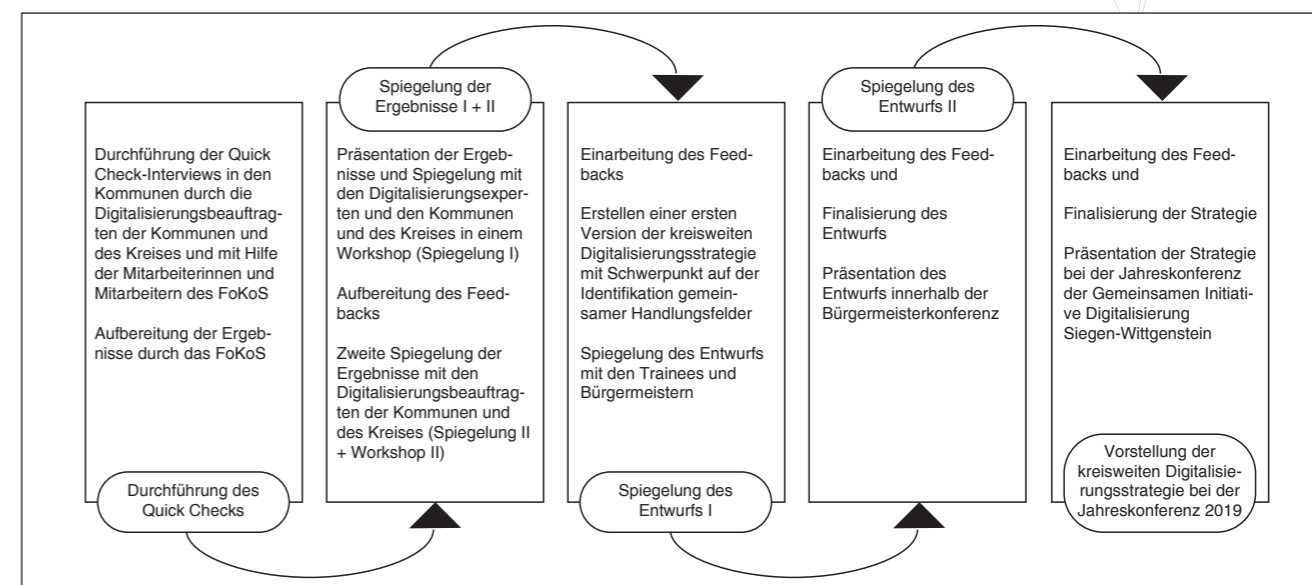 Durchführung der Quick
Check-Interviews in den
Kommunen durch die
Digitalisierungsbeauftrag-
ten der Kommunen und
des Kreises und mit Hilfe
der Mitarbeiterinnen und
Mitarbeitern des FoKoS
Aufbereitung der Ergeb-
nisse durch das FoKoS
Durchführung des
Quick Checks
Spiegelung der
Ergebnisse I + II
Präsentation der Ergeb-
nisse und Spiegelung mit
den Digitalisierungsexper-
ten und den Kommunen
und des Kreises in einem
Workshop (Spiegelung I)
Aufbereitung des Feed-
backs
Zweite Spiegelung der
Ergebnisse mit den
Digitalisierungsbeauftrag-
ten der Kommunen und
des Kreises (Spiegelung II
+ Workshop II)
Einarbeitung des Feed-
backs
Erstellen einer ersten
Version der kreisweiten
Digitalisierungsstrategie
mit Schwerpunkt auf der
Identifikation gemein-
samer Handlungsfelder
Spiegelung des Entwurfs
mit den Trainees und
Bürgermeistern
Spiegelung des
Entwurfs I
Spiegelung des
Entwurfs II
Einarbeitung des Feed-
backs und
Finalisierung des
Entwurfs
Präsentation des
Entwurfs innerhalb der
Bürgermeisterkonferenz
Einarbeitung des Feed-
backs und
Finalisierung der Strategie
Präsentation der Strategie
bei der Jahreskonferenz
der Gemeinsamen Initiati-
ve Digitalisierung
Siegen-Wittgenstein
Vorstellung der
kreisweiten Digitalisie-
rungsstrategie bei der
Jahreskonferenz 2019